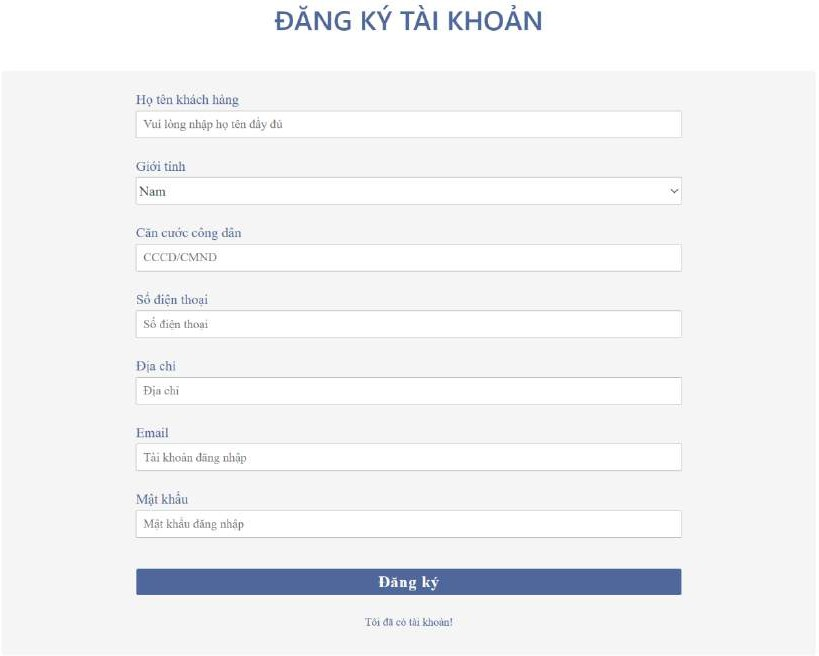 ĐĂNG KÝ TÀI KHOẢN
Họ tên khách hàng
Vui lòng nhập họ tên đầy đủ
Giới tính
Nam
Căn cước công dân
CCCD/CMND
Số điện thoại
Số điện thoại
Địa chỉ
Địa chỉ
Email
Tài khoản đăng nhập
Mật khẩu
Mật khẩu đăng nhập
Đăng ký
Tôi đã có tài khoản!